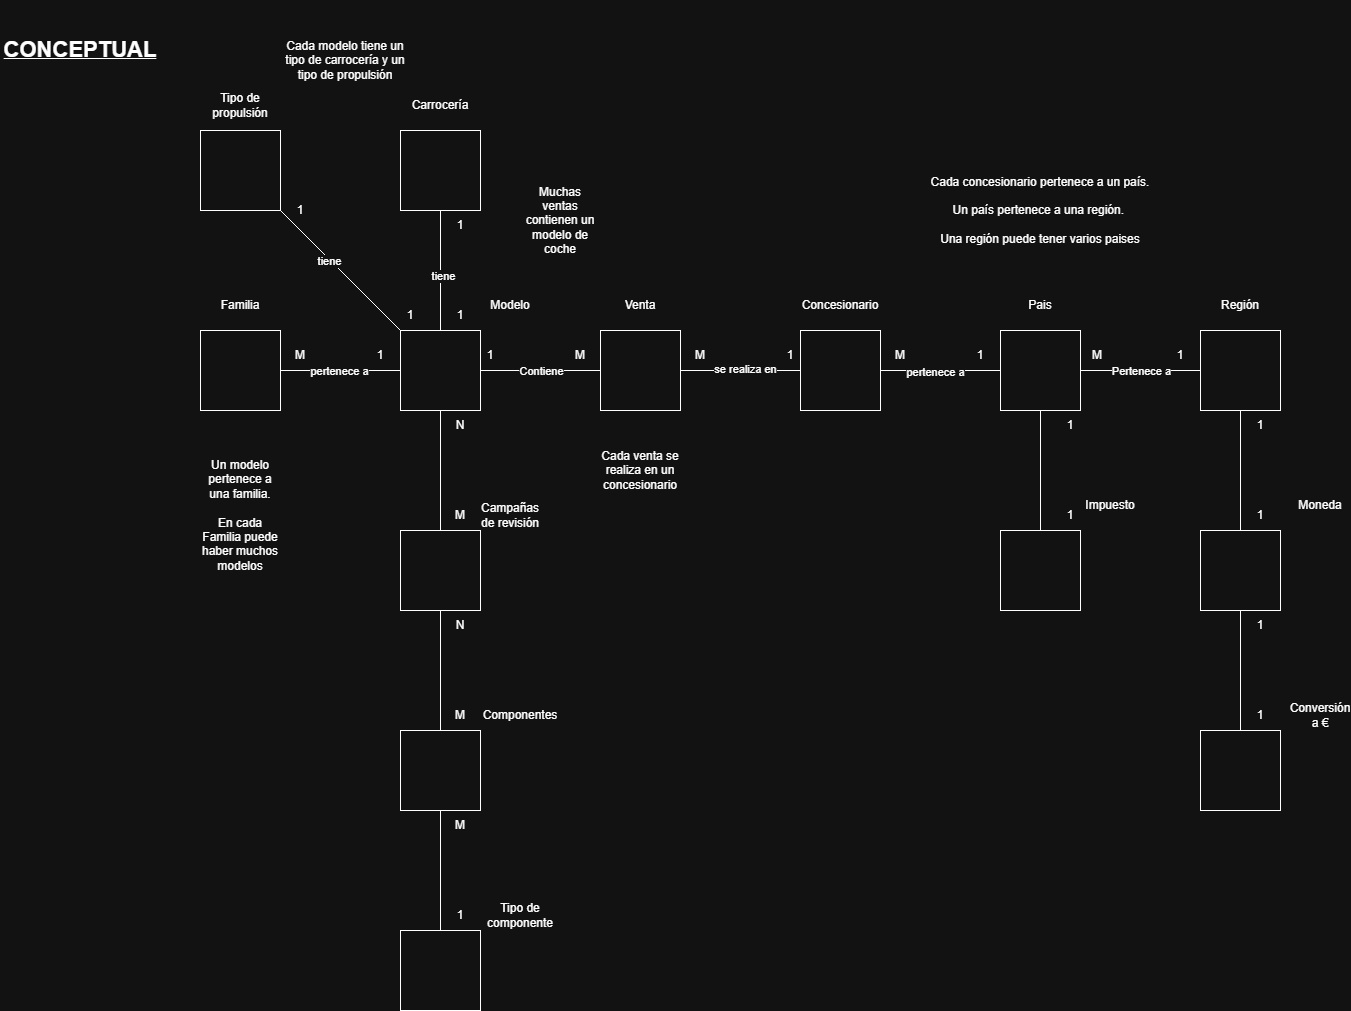 CONCEPTUAL
Cada modelo tiene un
tipo de carrocería y un
tipo de propulsión
Tipo de
propulsión
Carrocería
Muchas
ventas
contienen un
modelo de
coche
Cada concesionario pertenece a un país.
Un país pertenece a una región.
Una región puede tener varios paises
1
1
tiene
tiene
Familia
1
1
Modelo
Venta
Concesionario
Pais
Región
M
pertenece a
1
1
Contiene
M
M
se realiza en
1
M
pertenece a
1
M
Pertenece a
1
N
1
1
Un modelo
pertenece a
una familia.
En cada
Familia puede
haber muchos
modelos
Cada venta se
realiza en un
concesionario
M
Campañas
de revisión
1
Impuesto
1
Moneda
N
1
M
Componentes
1
Conversión
a €
M
1
Tipo de
componente